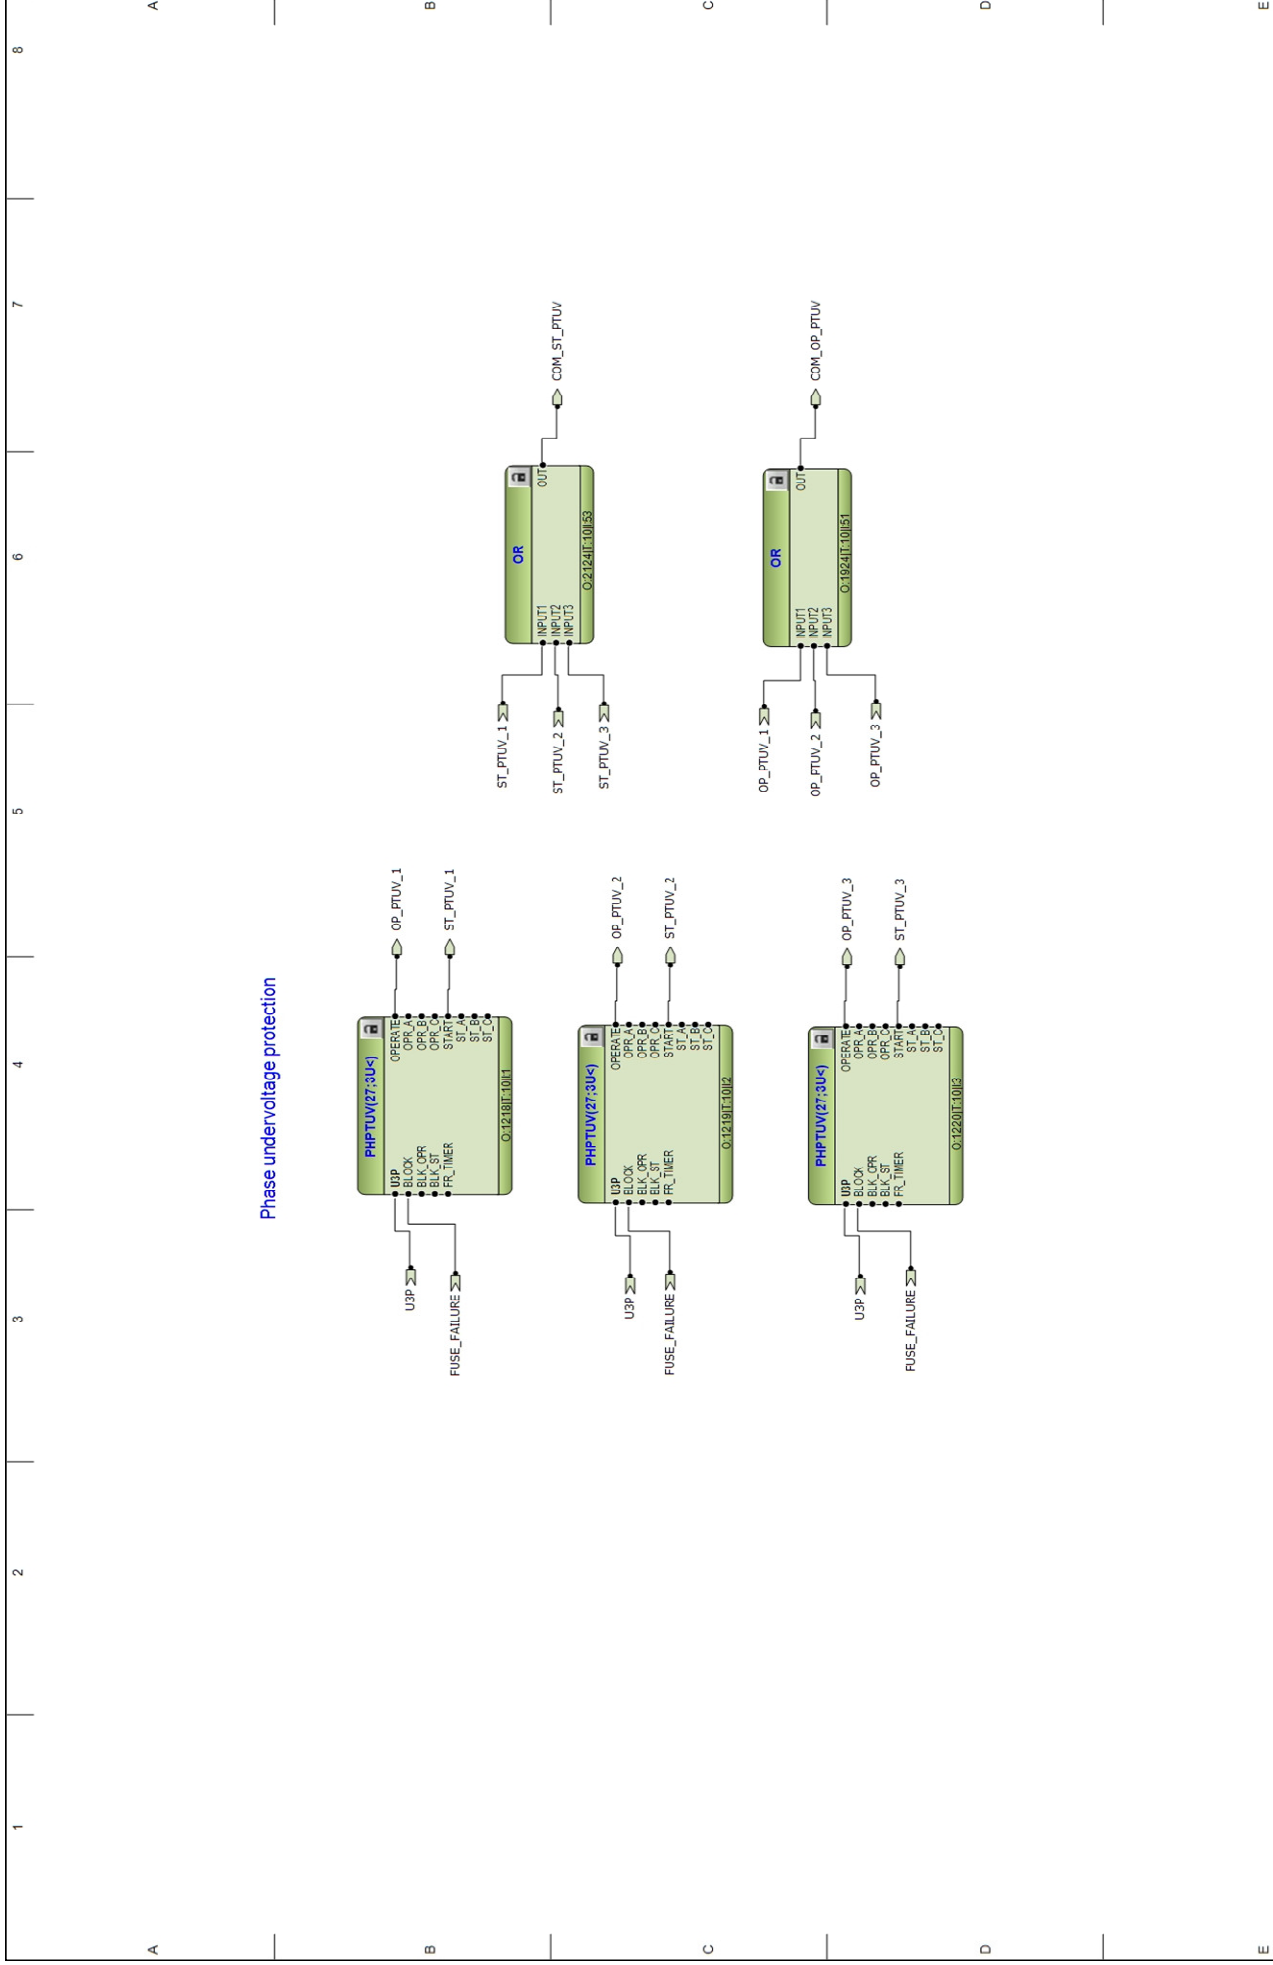 1
2
3
4
5
6
7
8
A
B
C
D
E
A
B
C
D
E
Phase undervoltage protection
PHPTUV(27;3U<)
U3P
BLOCK
BLK_OPR
BLK_ST
FR_TIMER
OPERATE
OPR_A
OPR_B
OPR_C
START
ST_A
ST_B
ST_C
O:1218|T:10|I:1
U3P
FUSE_FAILURE
OP_PTUV_1
ST_PTUV_1
PHPTUV(27;3U<)
U3P
BLOCK
BLK_OPR
BLK_ST
FR_TIMER
OPERATE
OPR_A
OPR_B
OPR_C
START
ST_A
ST_B
ST_C
O:1219|T:10|I:2
U3P
FUSE_FAILURE
OP_PTUV_2
ST_PTUV_2
PHPTUV(27;3U<)
U3P
BLOCK
BLK_OPR
BLK_ST
FR_TIMER
OPERATE
OPR_A
OPR_B
OPR_C
START
ST_A
ST_B
ST_C
O:1220|T:10|I:3
U3P
FUSE_FAILURE
OP_PTUV_3
ST_PTUV_3
OR
INPUT1
INPUT2
INPUT3
OUT
O:2124|T:10|I:53
ST_PTUV_1
ST_PTUV_2
ST_PTUV_3
COM_ST_PTUV
OR
INPUT1
INPUT2
INPUT3
OUT
O:1924|T:10|I:51
OP_PTUV_1
OP_PTUV_2
OP_PTUV_3
COM_OP_PTUV